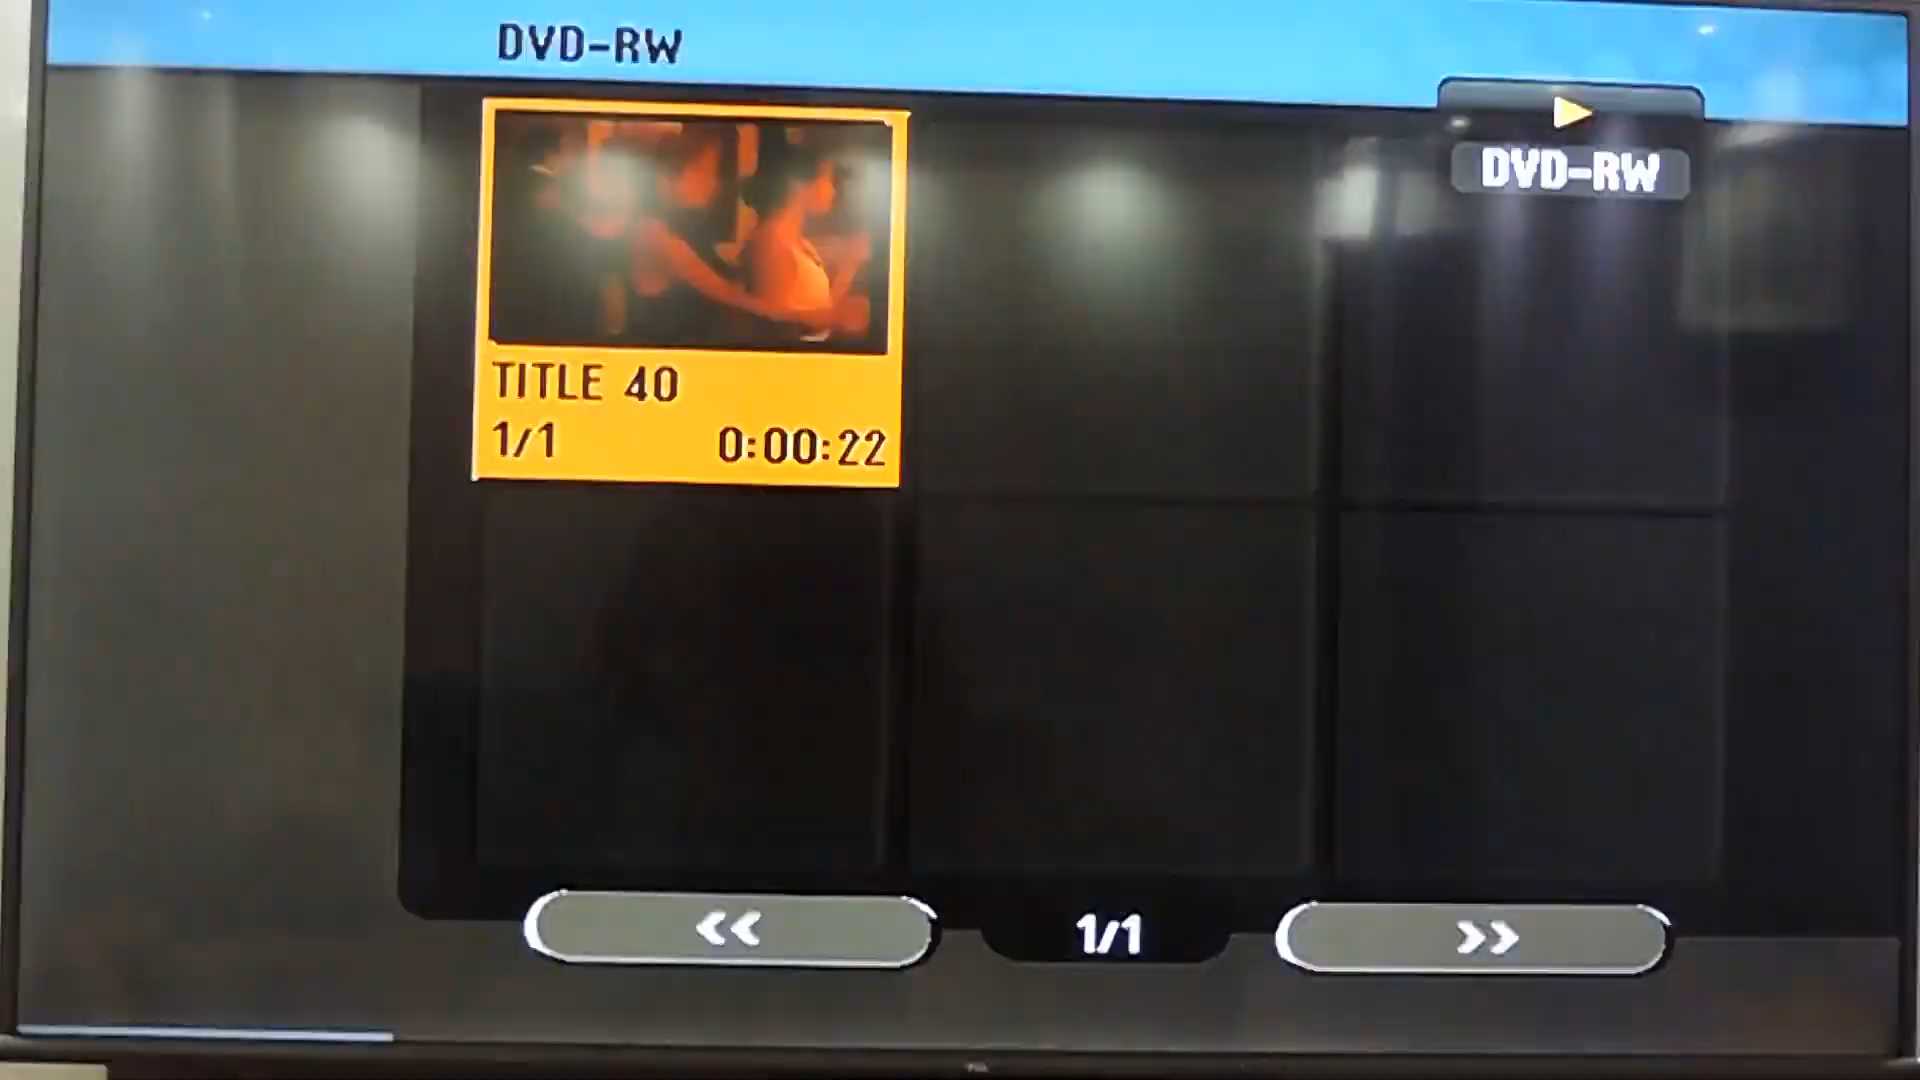 DVD-RW
DVD-RW
TITLE 40
1/1 0:00:22
<< 1/1 >>